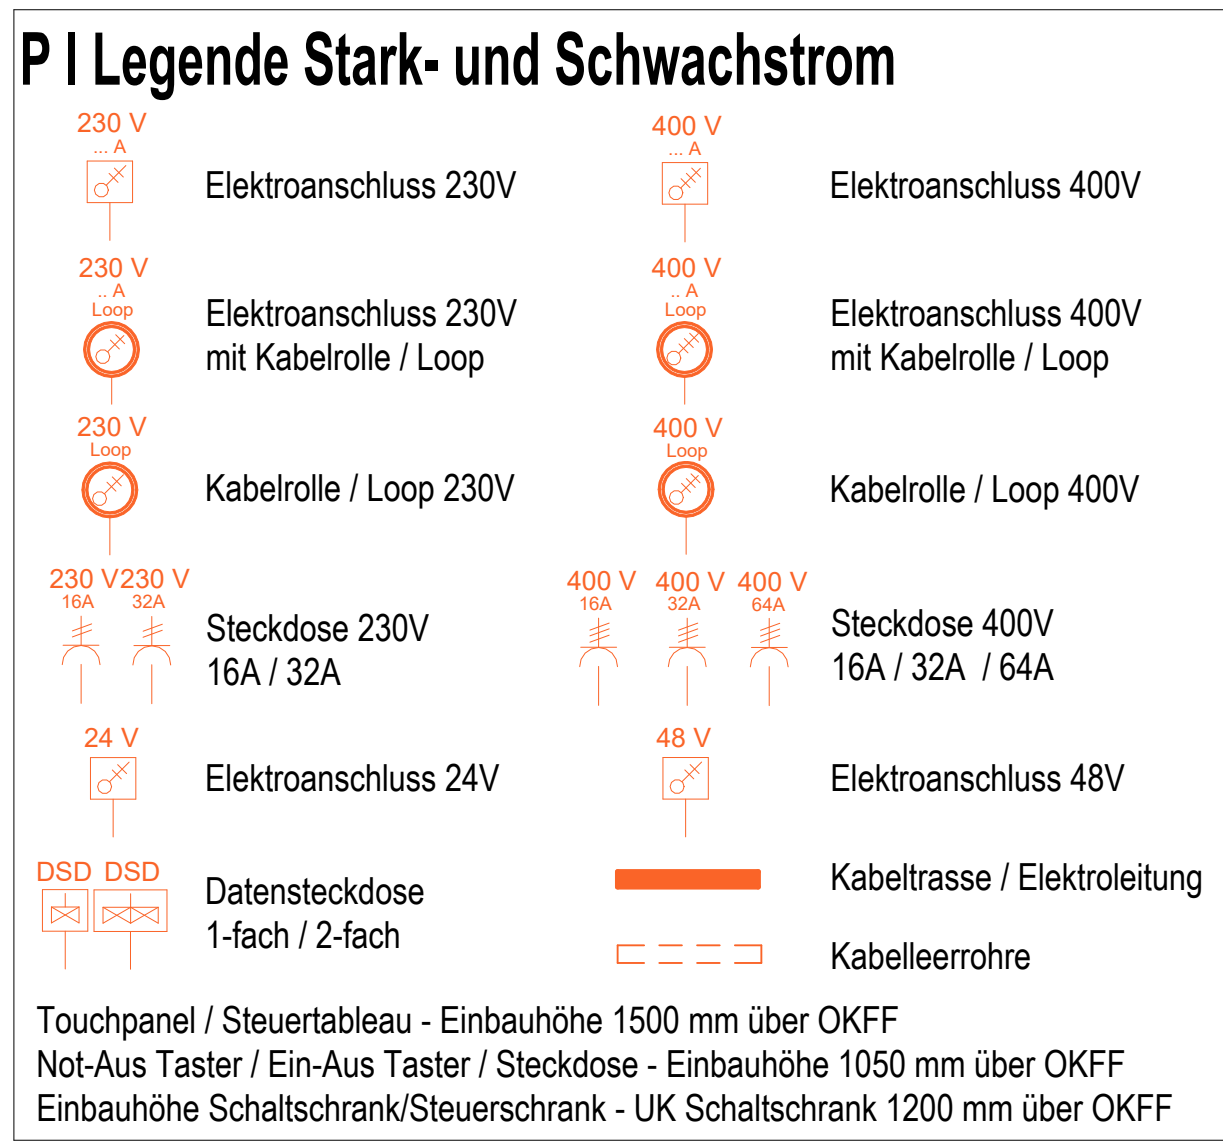 P I Legende Stark- und Schwachstrom
230 V
... A
Elektroanschluss 230V
400 V
... A
Elektroanschluss 400V
230 V
.. A
Loop
Elektroanschluss 230V
mit Kabelrolle / Loop
400 V
.. A
Loop
Elektroanschluss 400V
mit Kabelrolle / Loop
230 V
Loop
Kabelrolle / Loop 230V
400 V
Loop
Kabelrolle / Loop 400V
230 V 230 V
16A 32A
Steckdose 230V
16A / 32A
400 V 400 V 400 V
16A 32A 64A
Steckdose 400V
16A / 32A / 64A
24 V
Elektroanschluss 24V
48 V
Elektroanschluss 48V
DSD DSD
Datensteckdose
1-fach / 2-fach
Kabeltrasse / Elektroleitung
Kabelleerrohre
Touchpanel / Steuertableau - Einbauhöhe 1500 mm über OKFF
Not-Aus Taster / Ein-Aus Taster / Steckdose - Einbauhöhe 1050 mm über OKFF
Einbauhöhe Schaltschrank/Steuerschrank - UK Schaltschrank 1200 mm über OKFF